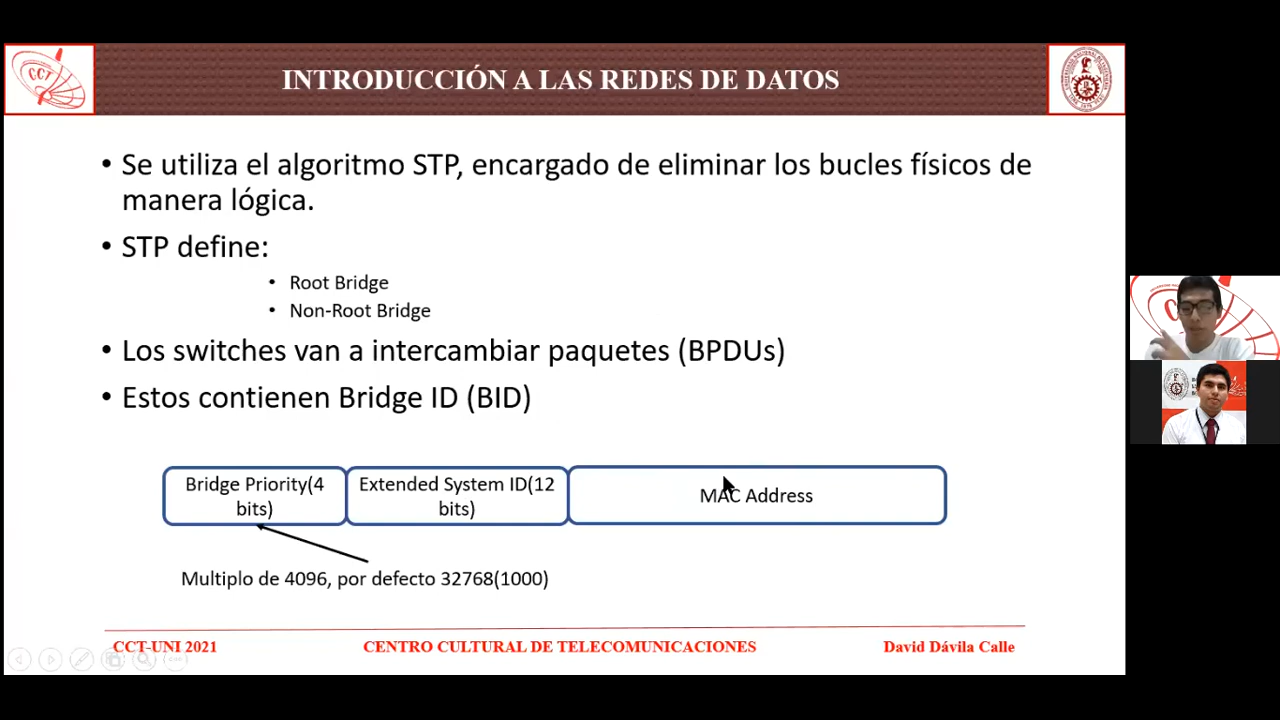 INTRODUCCIÓN A LAS REDES DE DATOS
CCT
• Se utiliza el algoritmo STP, encargado de eliminar los bucles físicos de
manera lógica.
• STP define:
• Root Bridge
• Non-Root Bridge
• Los switches van a intercambiar paquetes (BPDUs)
• Estos contienen Bridge ID (BID)
Bridge Priority(4
bits)
Extended System ID(12
bits)
MAC Address
Multiplo de 4096, por defecto 32768(1000)
CCT-UNI 2021
CENTRO CULTURAL DE TELECOMUNICACIONES
David Dávila Calle